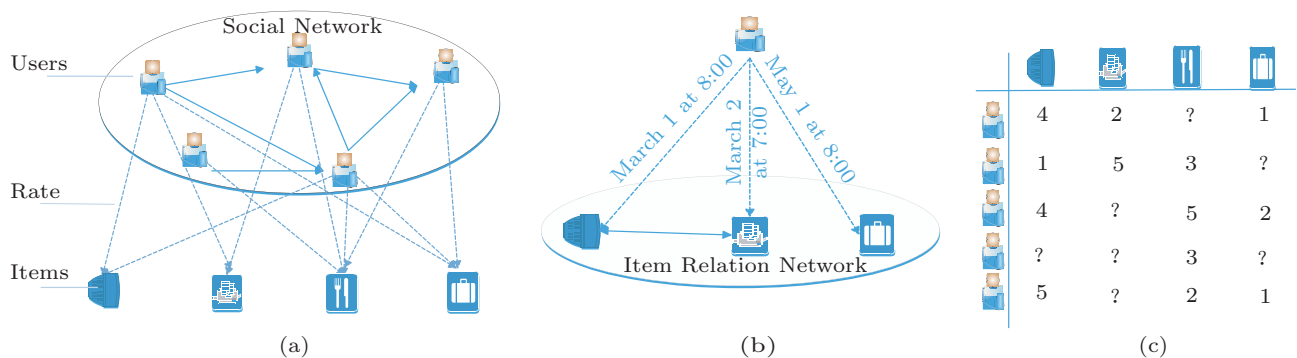 Social Network
Users
Rate
Items
(a)
March 1 at 8:00
March 2
at 7:00
May 1 at 8:00
Item Relation Network
(b)
4 2 ? 1
1 5 3 ?
4 ? 5 2
? ? 3 ?
5 ? 2 1
(c)